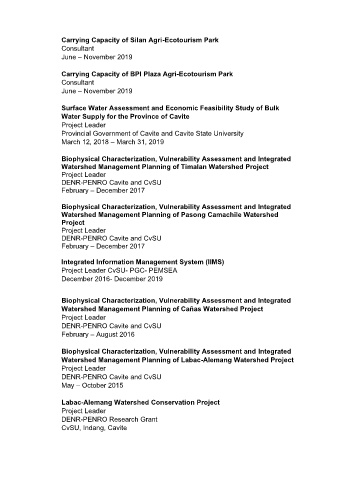 Carrying Capacity of Silan Agri-Ecotourism Park
Consultant
June – November 2019
Carrying Capacity of BPI Plaza Agri-Ecotourism Park
Consultant
June – November 2019
Surface Water Assessment and Economic Feasibility Study of Bulk
Water Supply for the Province of Cavite
Project Leader
Provincial Government of Cavite and Cavite State University
March 12, 2018 – March 31, 2019
Biophysical Characterization, Vulnerability Assessment and Integrated
Watershed Management Planning of Timalan Watershed Project
Project Leader
DENR-PENRO Cavite and CvSU
February – December 2017
Biophysical Characterization, Vulnerability Assessment and Integrated
Watershed Management Planning of Pasong Camachile Watershed
Project
Project Leader
DENR-PENRO Cavite and CvSU
February – December 2017
Integrated Information Management System (IIMS)
Project Leader CvSU- PGC- PEMSEA
December 2016- December 2019
Biophysical Characterization, Vulnerability Assessment and Integrated
Watershed Management Planning of Cañas Watershed Project
Project Leader
DENR-PENRO Cavite and CvSU
February – August 2016
Biophysical Characterization, Vulnerability Assessment and Integrated
Watershed Management Planning of Labac-Alemang Watershed Project
Project Leader
DENR-PENRO Cavite and CvSU
May – October 2015
Labac-Alemang Watershed Conservation Project
Project Leader
DENR-PENRO Research Grant
CvSU, Indang, Cavite